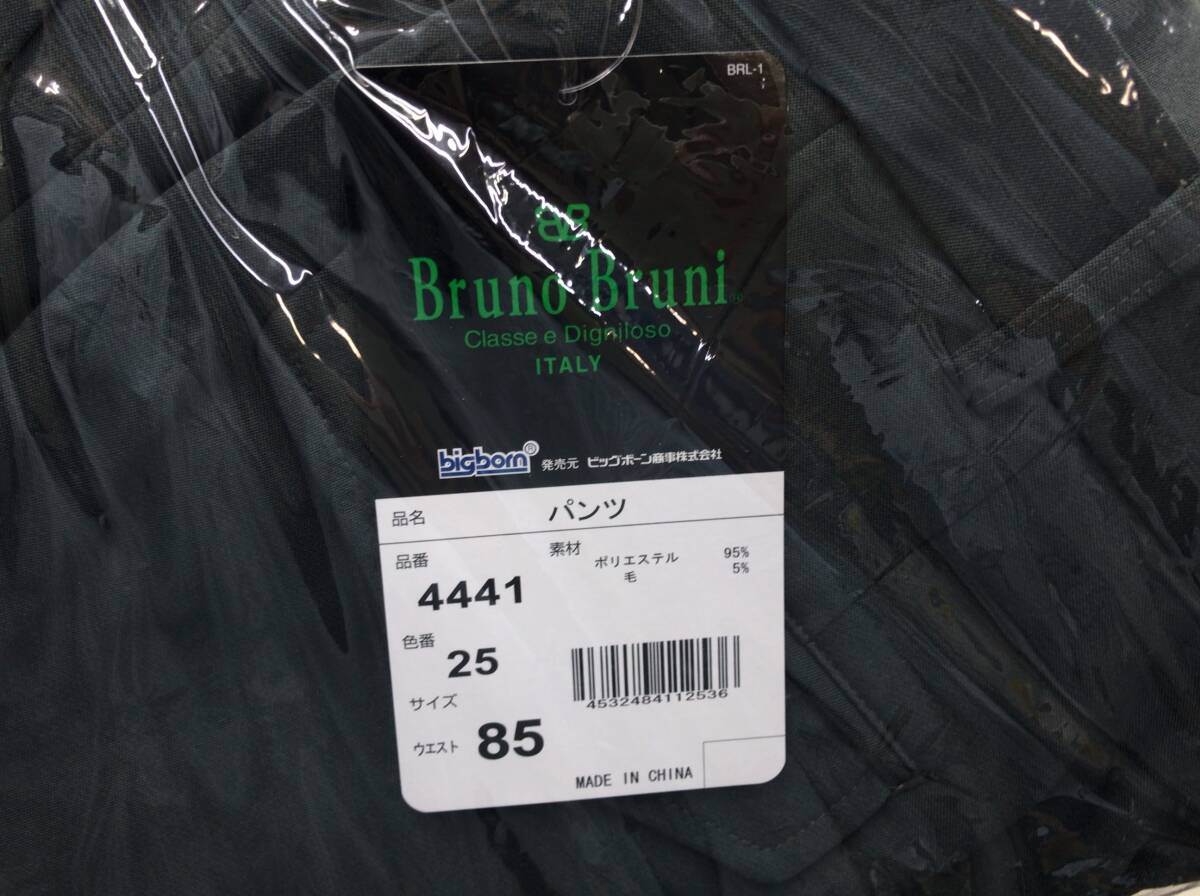 BRL-1
Bruno Bruni®
Classe e Digniloso
ITALY
bigborn® 発売元 ビッグボーン商事株式会社
品名 パンツ
品番 素材 ポリエステル 95%
毛 5%
4441
色番
25
4532484112536
サイズ
ウエスト 85
MADE IN CHINA